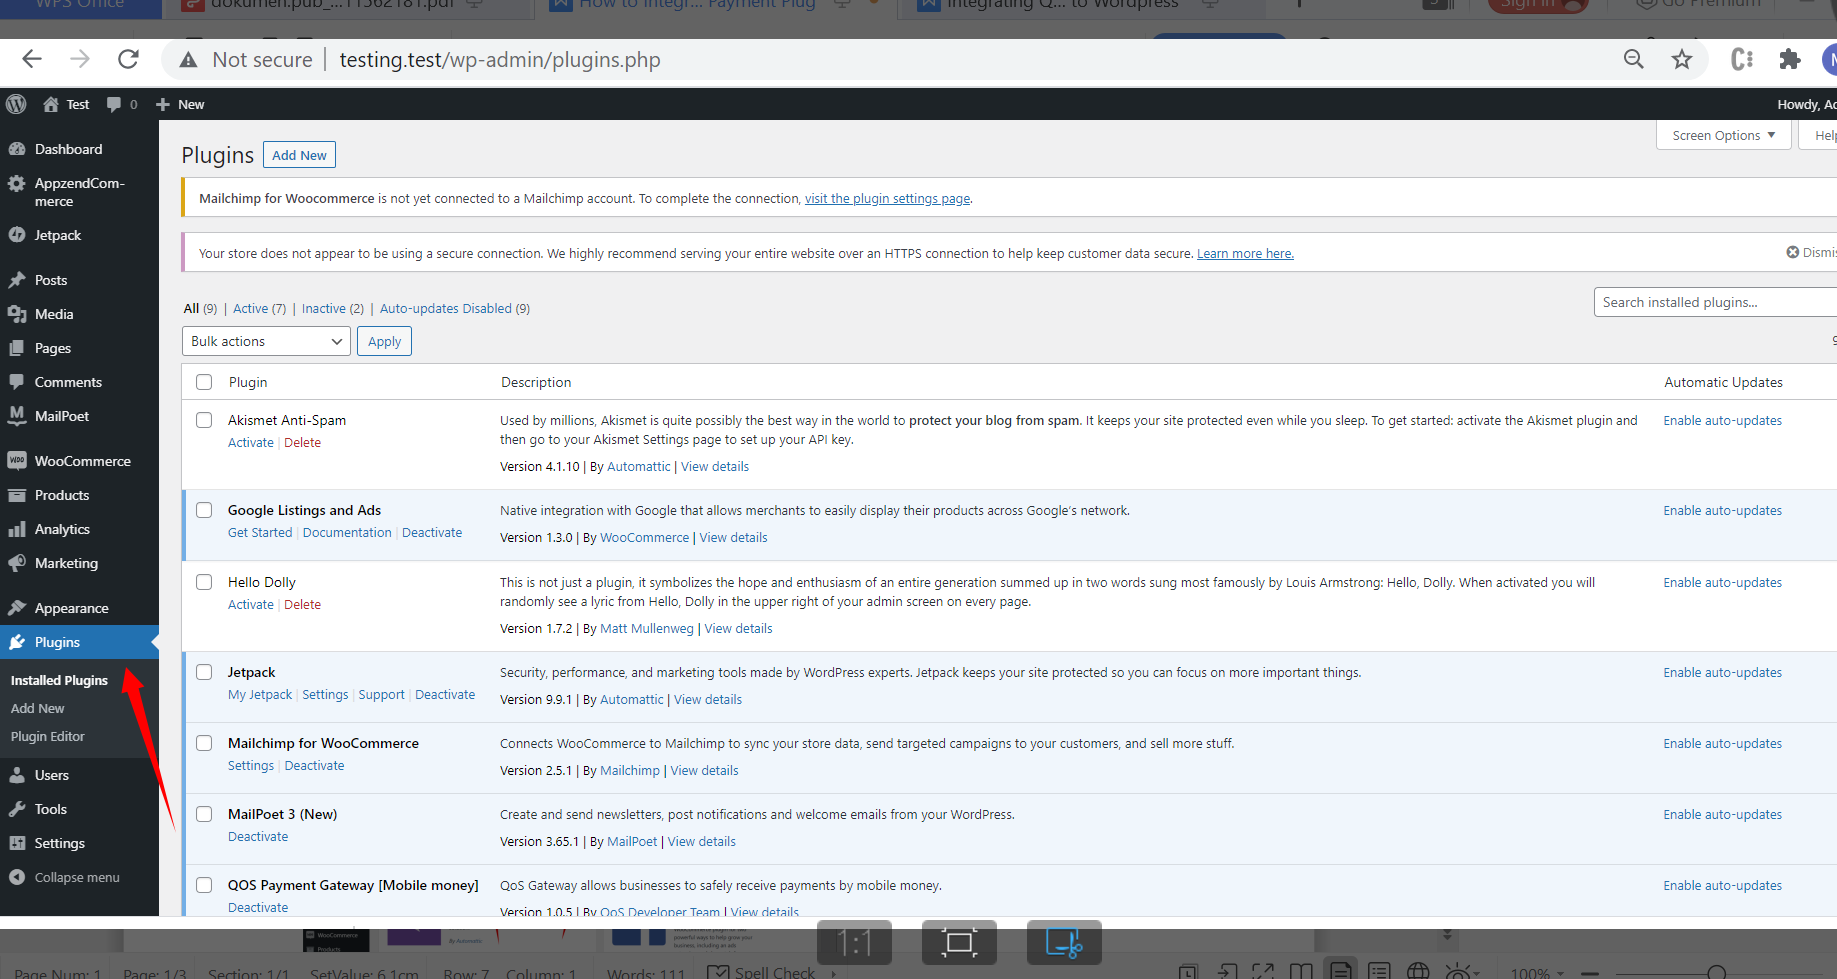 WPS Office
dokumen.pub_...11562181.pdf
How to Integr... Payment Plug
Integrating Q... to Wordpress
Sign in
Go Premium
Not secure
testing.test/wp-admin/plugins.php
Test
0
New
Howdy, Ad
Dashboard
AppzendCom-
merce
Jetpack
Posts
Media
Pages
Comments
MailPoet
WooCommerce
Products
Analytics
Marketing
Appearance
Plugins
Installed Plugins
Add New
Plugin Editor
Users
Tools
Settings
Collapse menu
Screen Options
Help
Plugins
Add New
Mailchimp for Woocommerce is not yet connected to a Mailchimp account. To complete the connection, visit the plugin settings page.
Your store does not appear to be using a secure connection. We highly recommend serving your entire website over an HTTPS connection to help keep customer data secure. Learn more here.
Dismis
All (9) | Active (7) | Inactive (2) | Auto-updates Disabled (9)
Search installed plugins...
Bulk actions
Apply
9
Plugin Description Automatic Updates
Akismet Anti-Spam
Activate | Delete
Used by millions, Akismet is quite possibly the best way in the world to protect your blog from spam. It keeps your site protected even while you sleep. To get started: activate the Akismet plugin and
then go to your Akismet Settings page to set up your API key.
Version 4.1.10 | By Automattic | View details
Enable auto-updates
Google Listings and Ads
Get Started | Documentation | Deactivate
Native integration with Google that allows merchants to easily display their products across Google's network.
Version 1.3.0 | By WooCommerce | View details
Enable auto-updates
Hello Dolly
Activate | Delete
This is not just a plugin, it symbolizes the hope and enthusiasm of an entire generation summed up in two words sung most famously by Louis Armstrong: Hello, Dolly. When activated you will
randomly see a lyric from Hello, Dolly in the upper right of your admin screen on every page.
Version 1.7.2 | By Matt Mullenweg | View details
Enable auto-updates
Jetpack
My Jetpack | Settings | Support | Deactivate
Security, performance, and marketing tools made by WordPress experts. Jetpack keeps your site protected so you can focus on more important things.
Version 9.9.1 | By Automattic | View details
Enable auto-updates
Mailchimp for WooCommerce
Settings | Deactivate
Connects WooCommerce to Mailchimp to sync your store data, send targeted campaigns to your customers, and sell more stuff.
Version 2.5.1 | By Mailchimp | View details
Enable auto-updates
MailPoet 3 (New)
Deactivate
Create and send newsletters, post notifications and welcome emails from your WordPress.
Version 3.65.1 | By MailPoet | View details
Enable auto-updates
QOS Payment Gateway [Mobile money]
Deactivate
QoS Gateway allows businesses to safely receive payments by mobile money.
Version 1.0.5 | By QoS Developer Team | View details
Enable auto-updates
WooCommerce
Products
1:1
Page Num: 1 Page: 1/3 Section: 1/1 SetValue: 6.1cm Row: 7 Column: 1 Words: 111 Spell Check
100%